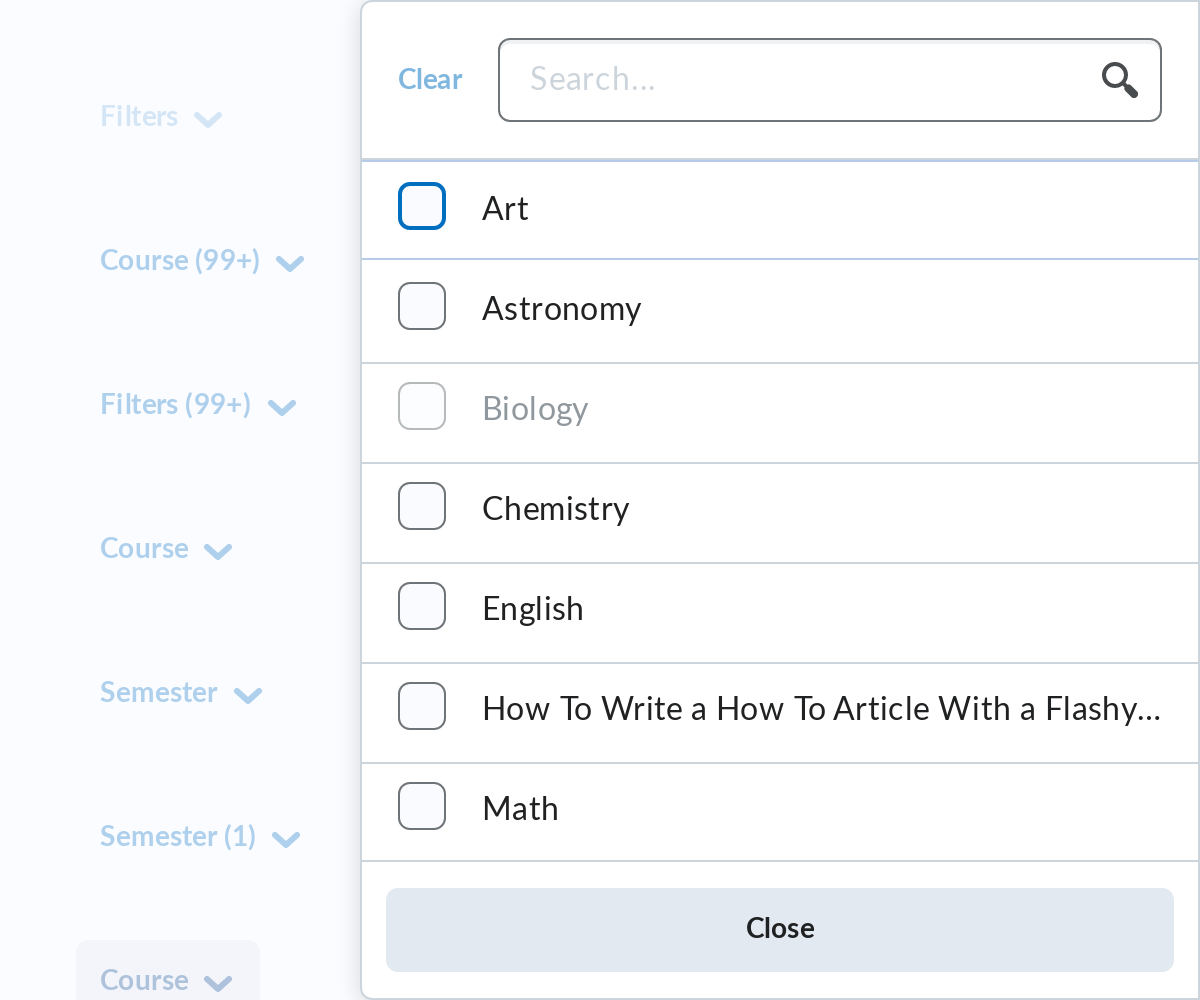 Filters
Course (99+)
Filters (99+)
Course
Semester
Semester (1)
Course
Clear
Search...
Art
Astronomy
Biology
Chemistry
English
How To Write a How To Article With a Flashy...
Math
Close